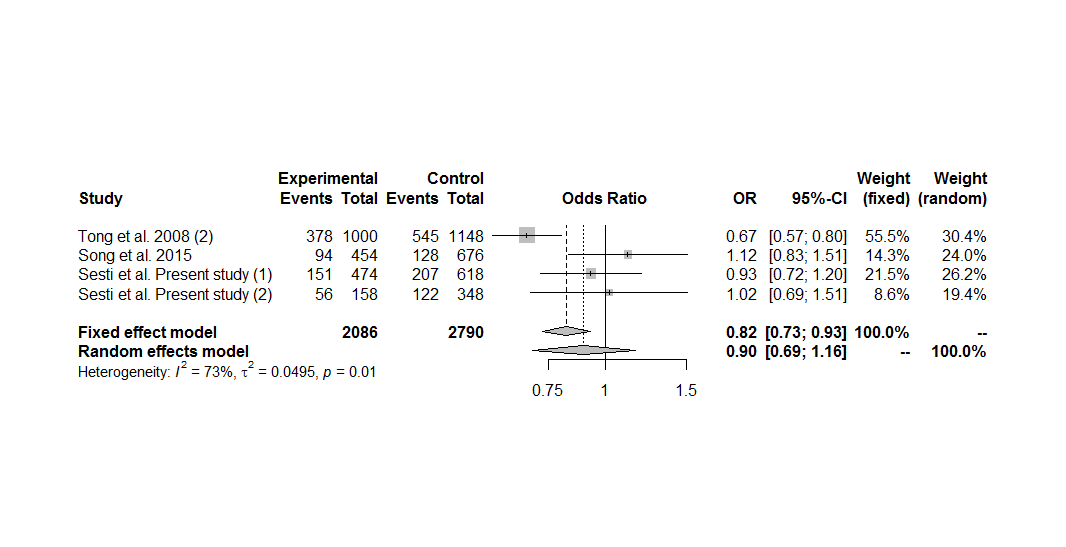 Experimental Control Weight Weight
Study Events Total Events Total Odds Ratio OR 95%-CI (fixed) (random)
Tong et al. 2008 (2) 378 1000 545 1148 0.67 [0.57; 0.80] 55.5% 30.4%
Song et al. 2015 94 454 128 676 1.12 [0.83; 1.51] 14.3% 24.0%
Sesti et al. Present study (1) 151 474 207 618 0.93 [0.72; 1.20] 21.5% 26.2%
Sesti et al. Present study (2) 56 158 122 348 1.02 [0.69; 1.51] 8.6% 19.4%
Fixed effect model 2086 2790 0.82 [0.73; 0.93] 100.0% --
Random effects model 0.90 [0.69; 1.16] -- 100.0%
Heterogeneity: I² = 73%, τ² = 0.0495, p = 0.01
0.75 1 1.5